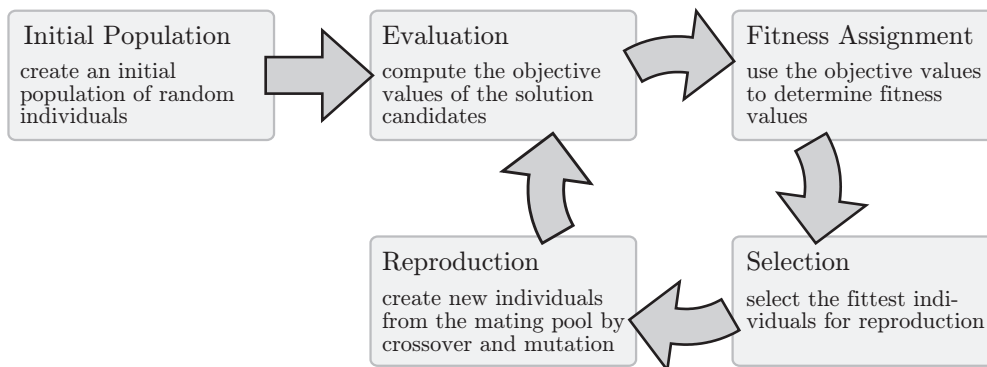 Initial Population
create an initial
population of random
individuals
Evaluation
compute the objective
values of the solution
candidates
Fitness Assignment
use the objective values
to determine fitness
values
Reproduction
create new individuals
from the mating pool by
crossover and mutation
Selection
select the fittest indi-
viduals for reproduction